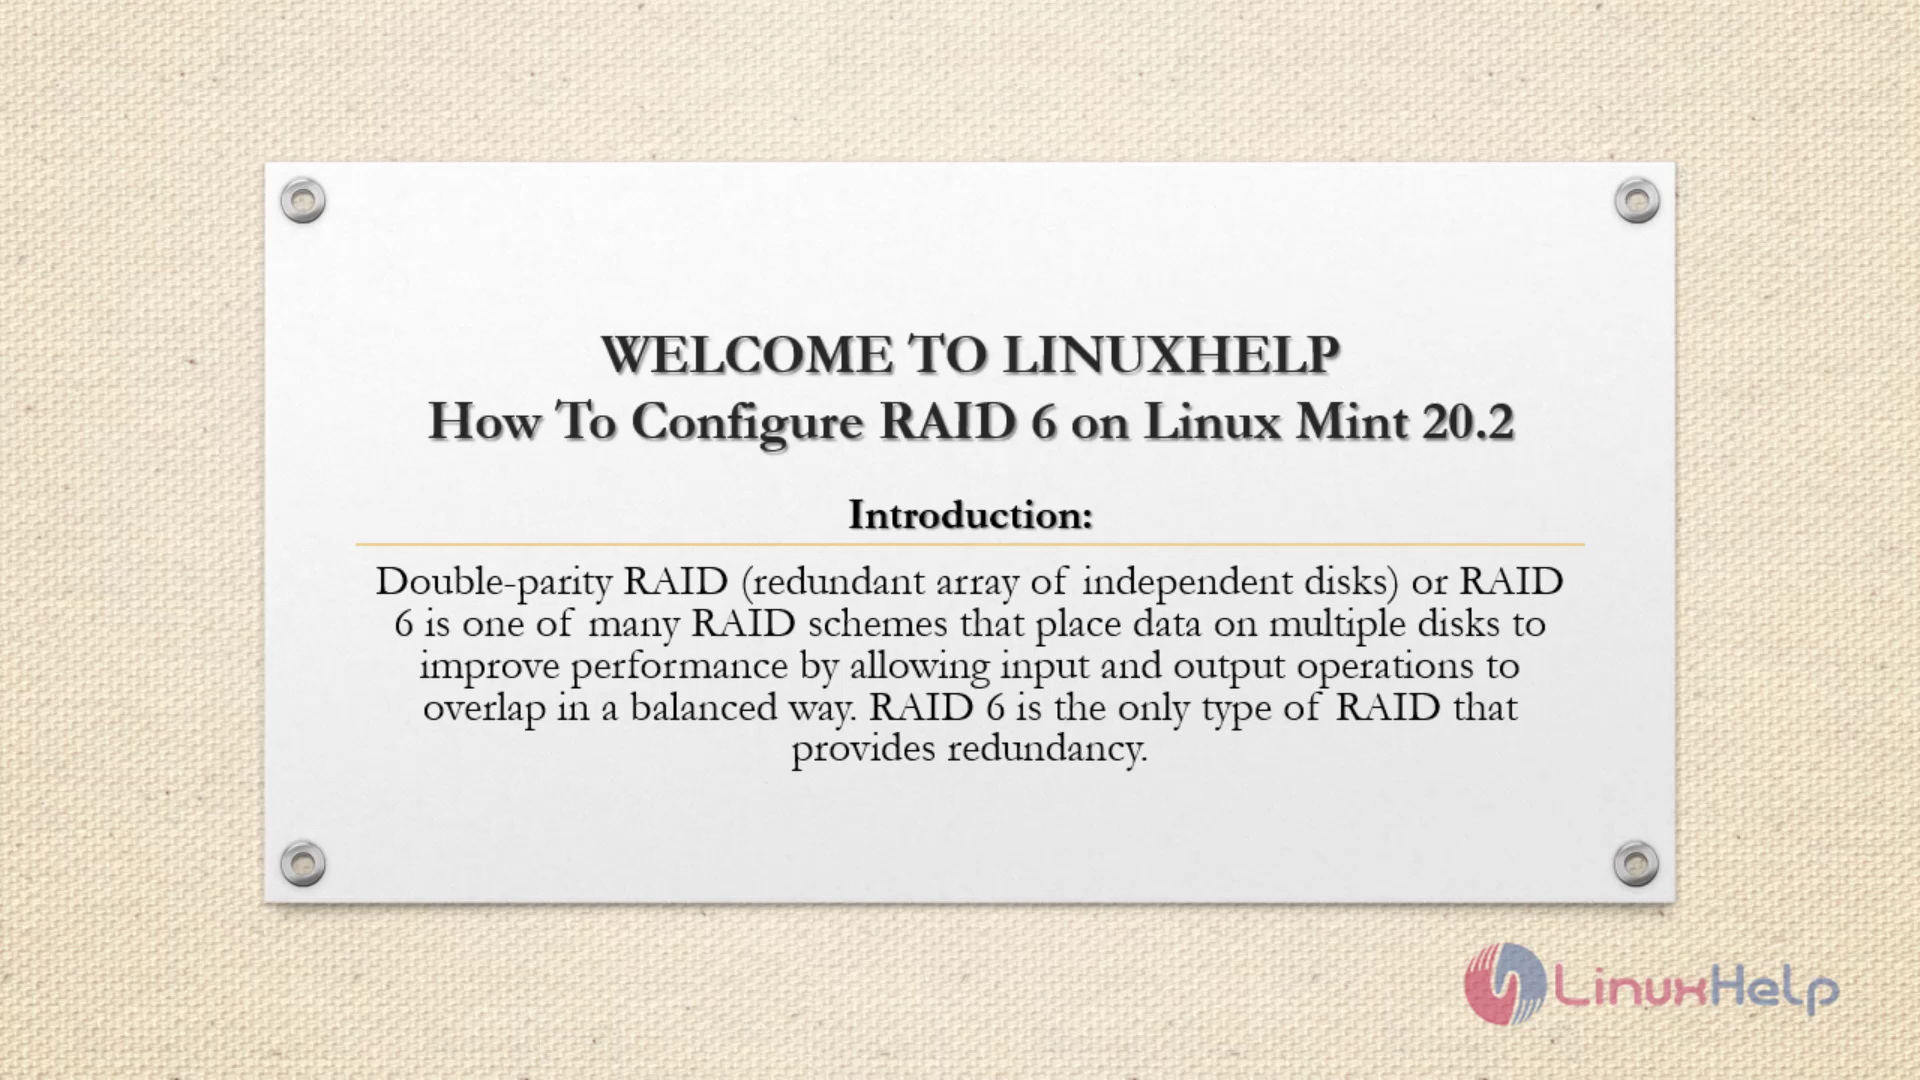 WELCOME TO LINUXHELP
How To Configure RAID 6 on Linux Mint 20.2
Introduction:
Double-parity RAID (redundant array of independent disks) or RAID
6 is one of many RAID schemes that place data on multiple disks to
improve performance by allowing input and output operations to
overlap in a balanced way. RAID 6 is the only type of RAID that
provides redundancy.
LinuxHelp